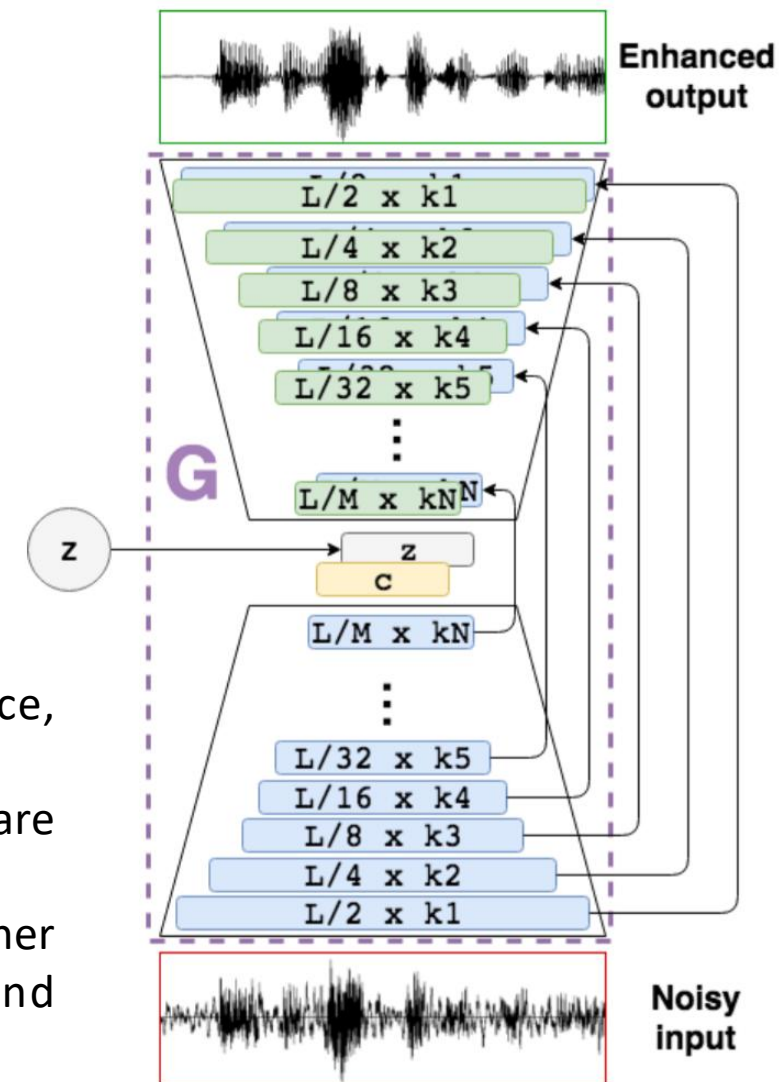 Enhanced
output
L/2 x k1
L/4 x k2
L/8 x k3
L/16 x k4
L/32 x k5
L/M x kN
N
G
z
z
c
L/M x kN
ce,
L/32 x k5
L/16 x k4
are
L/8 x k3
L/4 x k2
L/2 x k1
ner
nd
Noisy
input